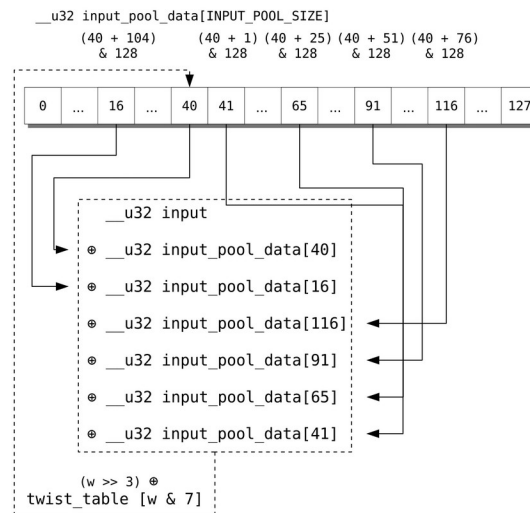 __u32 input_pool_data[INPUT_POOL_SIZE]
(40 + 104) (40 + 1) (40 + 25) (40 + 51) (40 + 76)
& 128 & 128 & 128 & 128 & 128
0 ... 16 ... 40 41 ... 65 ... 91 ... 116 ... 127
__u32 input
⊕ __u32 input_pool_data[40]
⊕ __u32 input_pool_data[16]
⊕ __u32 input_pool_data[116]
⊕ __u32 input_pool_data[91]
⊕ __u32 input_pool_data[65]
⊕ __u32 input_pool_data[41]
(w >> 3) ⊕
twist_table [w & 7]